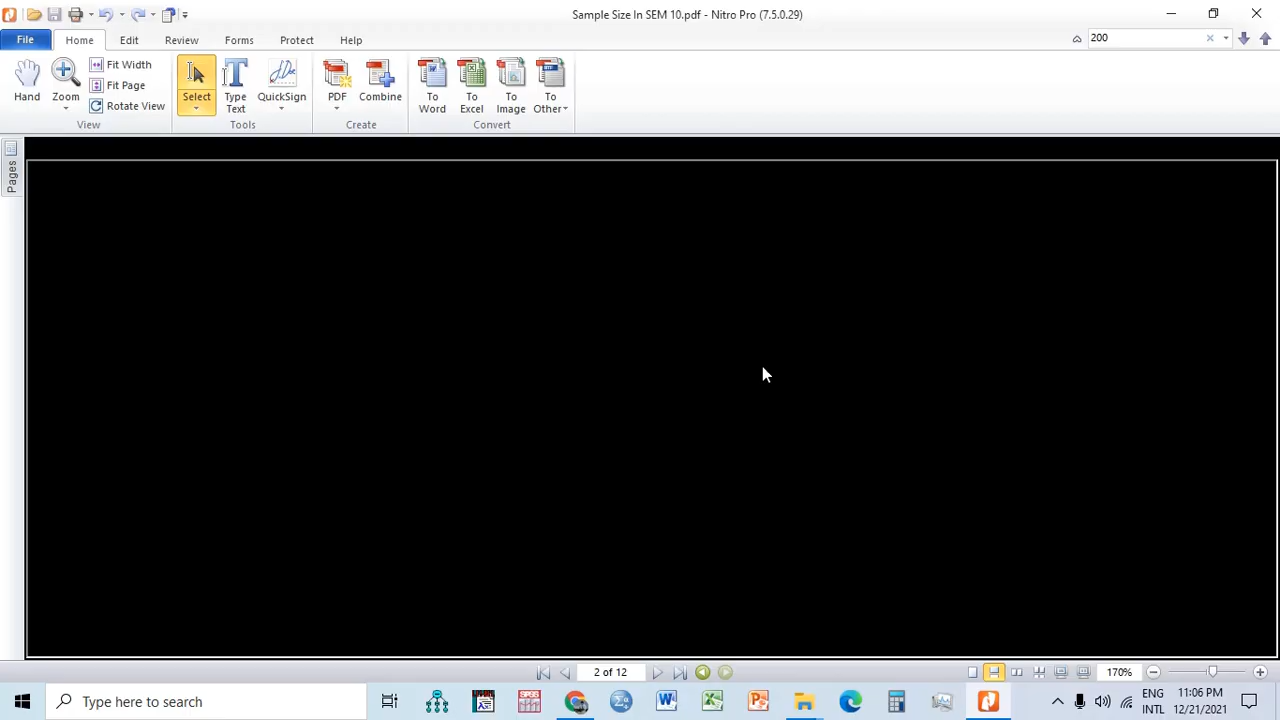 Sample Size In SEM 10.pdf - Nitro Pro (7.5.0.29)
File Home Edit Review Forms Protect Help
200
Hand
Zoom
Fit Width
Fit Page
Rotate View
View
Select
Type Text
QuickSign
Tools
PDF
Combine
Create
To Word
To Excel
To Image
To Other
Convert
Pages
2 of 12
170%
Type here to search
SPSS
ENG
INTL
11:06 PM
12/21/2021